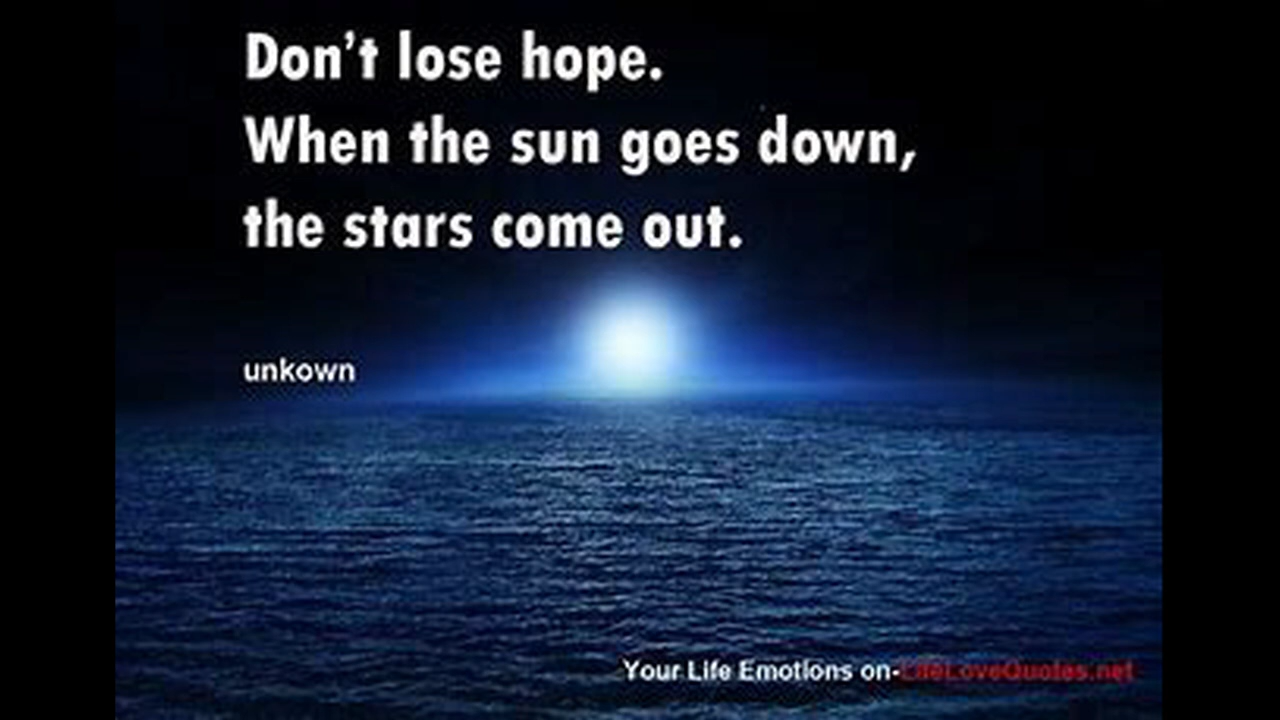 Don't lose hope.
When the sun goes down,
the stars come out.
unkown
Your Life Emotions on-LifeLoveQuotes.net